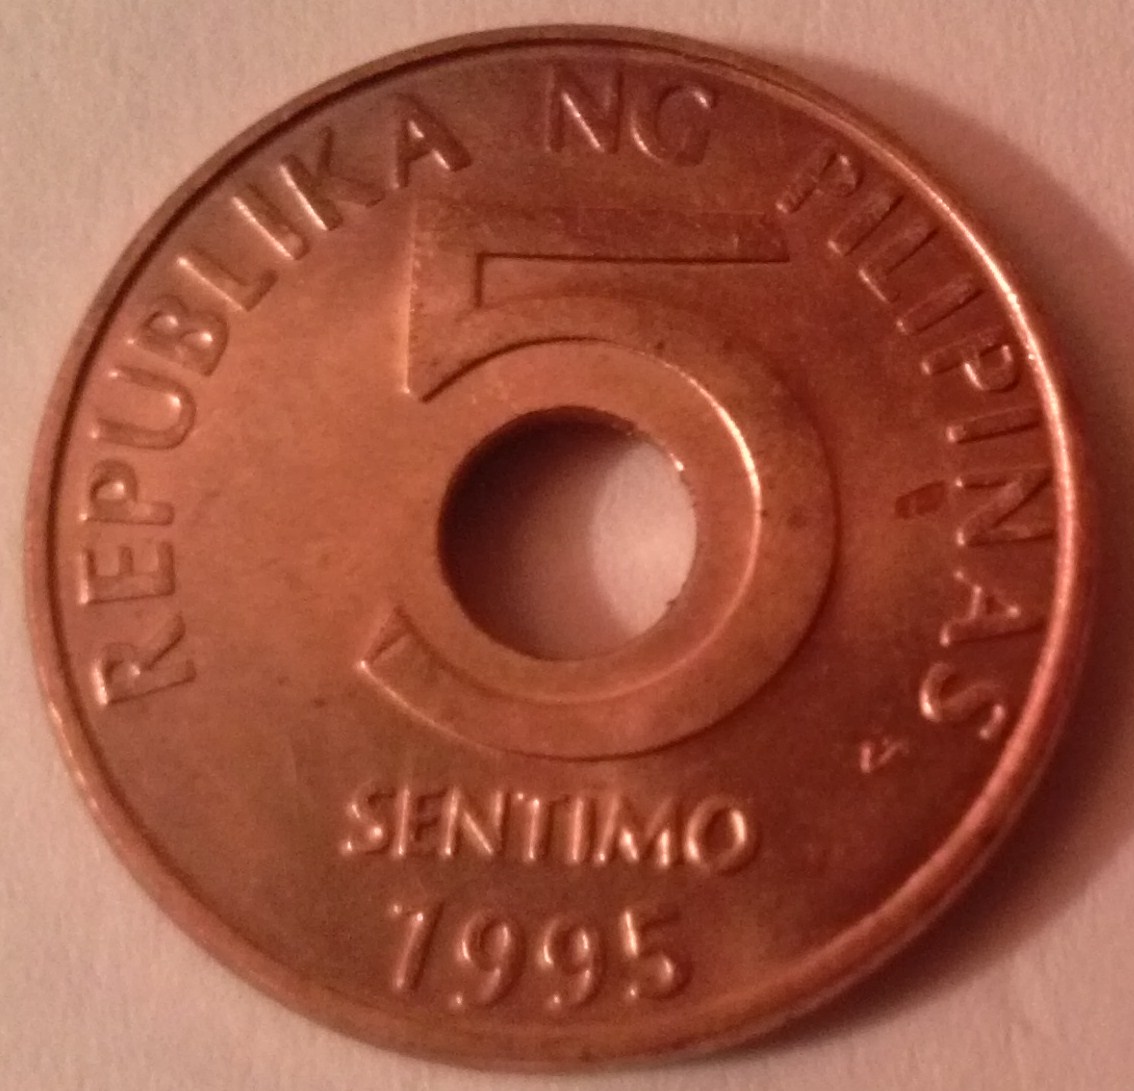 REPUBLIKA NG PILIPINAS
5
SENTIMO
1995